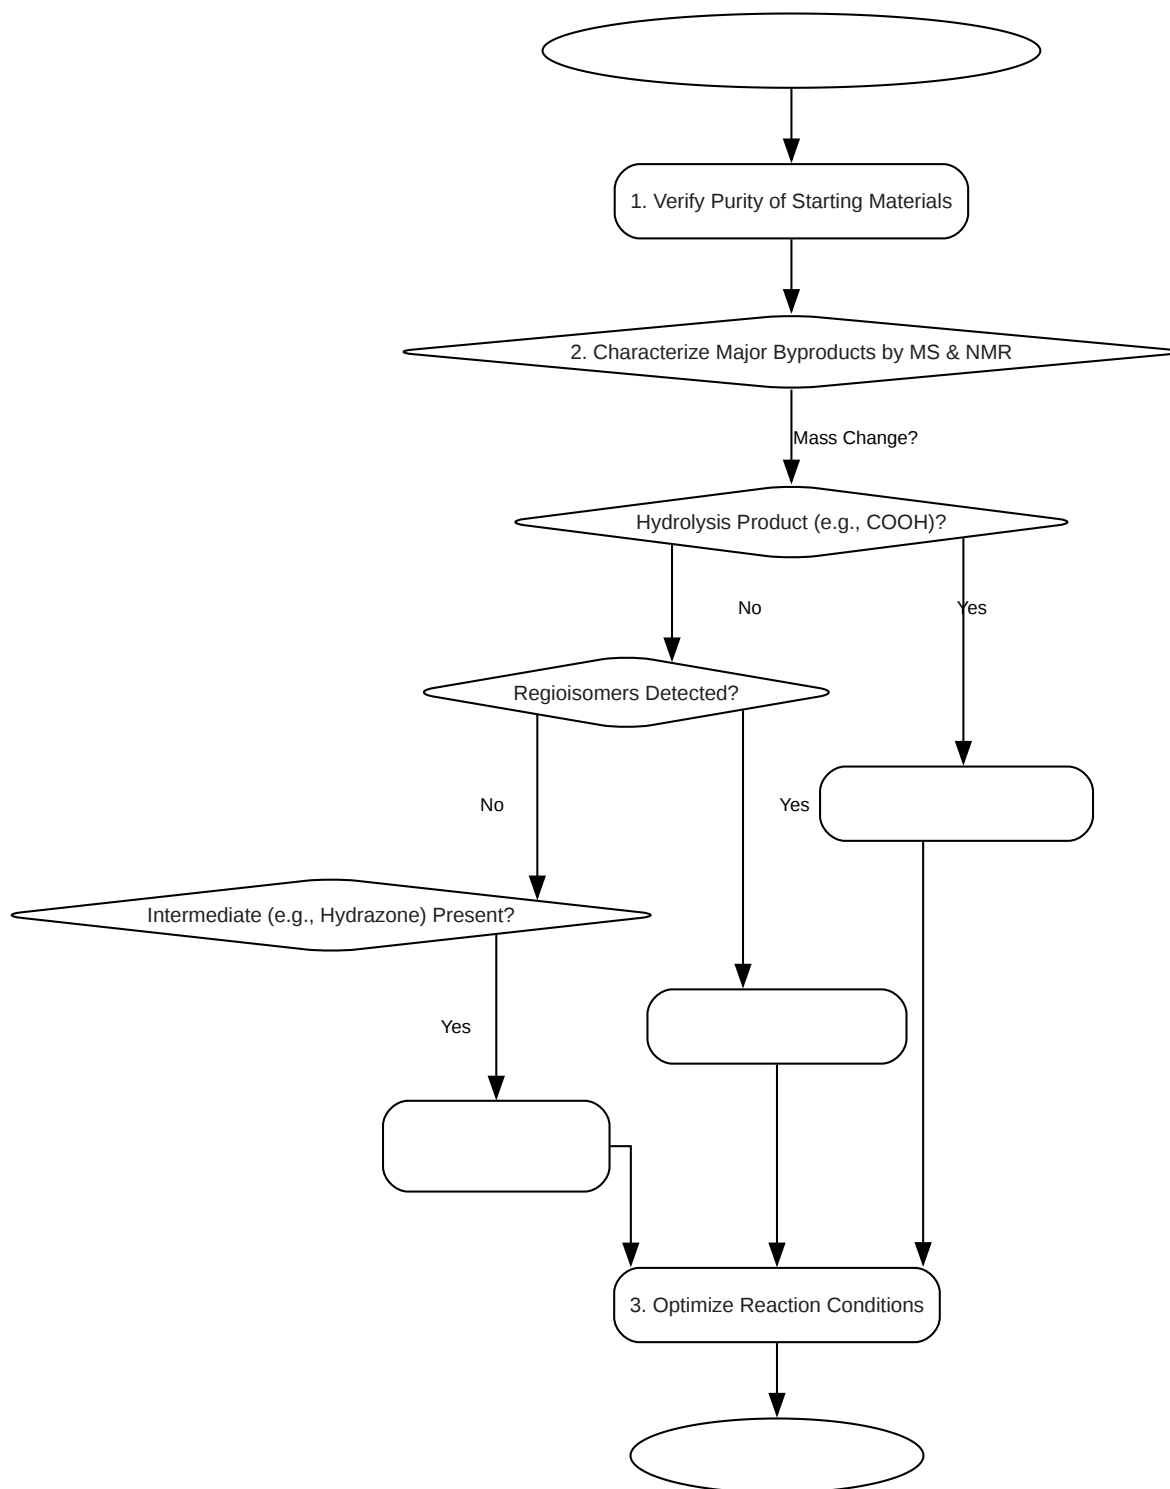 1. Verify Purity of Starting Materials
2. Characterize Major Byproducts by MS & NMR
Mass Change?
Hydrolysis Product (e.g., COOH)?
No
Yes
Regioisomers Detected?
No
Yes
Intermediate (e.g., Hydrazone) Present?
Yes
3. Optimize Reaction Conditions